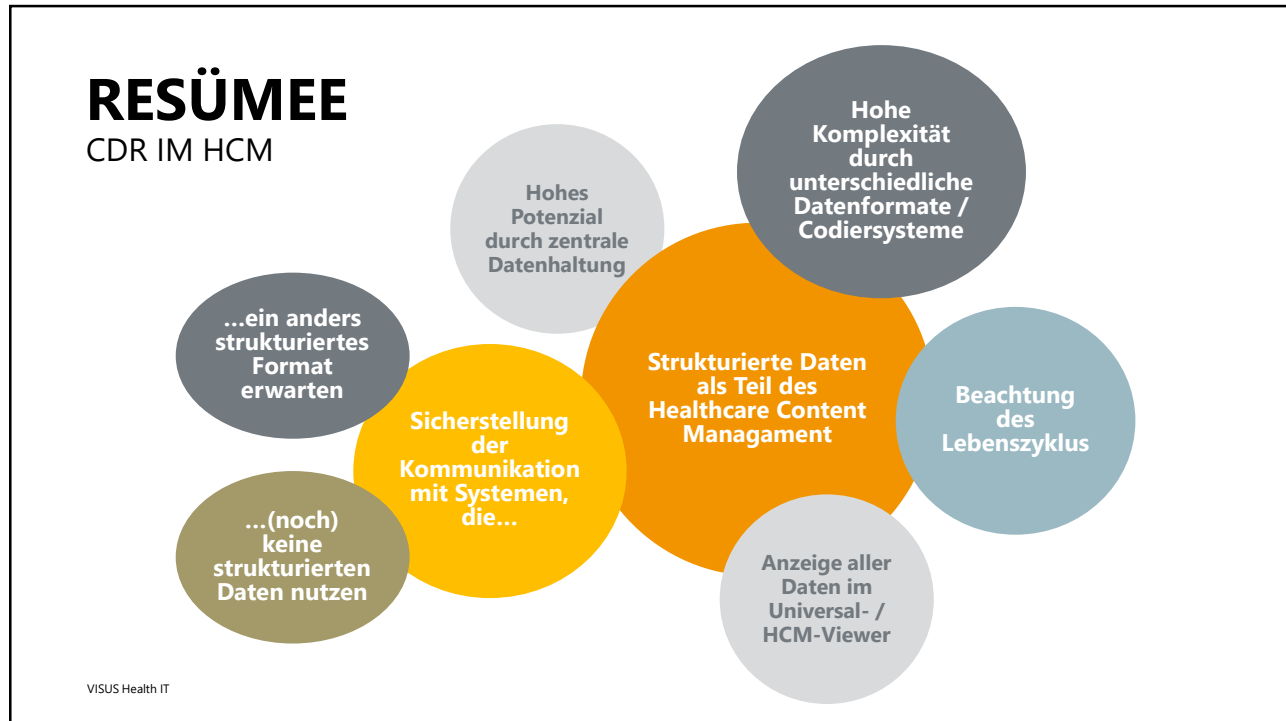 RESÜMEE
CDR IM HCM
Hohes
Potenzial
durch zentrale
Datenhaltung
Hohe
Komplexität
durch
unterschiedliche
Datenformate /
Codiersysteme
...ein anders
strukturiertes
Format
erwarten
Sicherstellung
der
Kommunikation
mit Systemen,
die...
...(noch)
keine
strukturierten
Daten nutzen
Strukturierte Daten
als Teil des
Healthcare Content
Managament
Beachtung
des
Lebenszyklus
Anzeige aller
Daten im
Universal- /
HCM-Viewer
VISUS Health IT